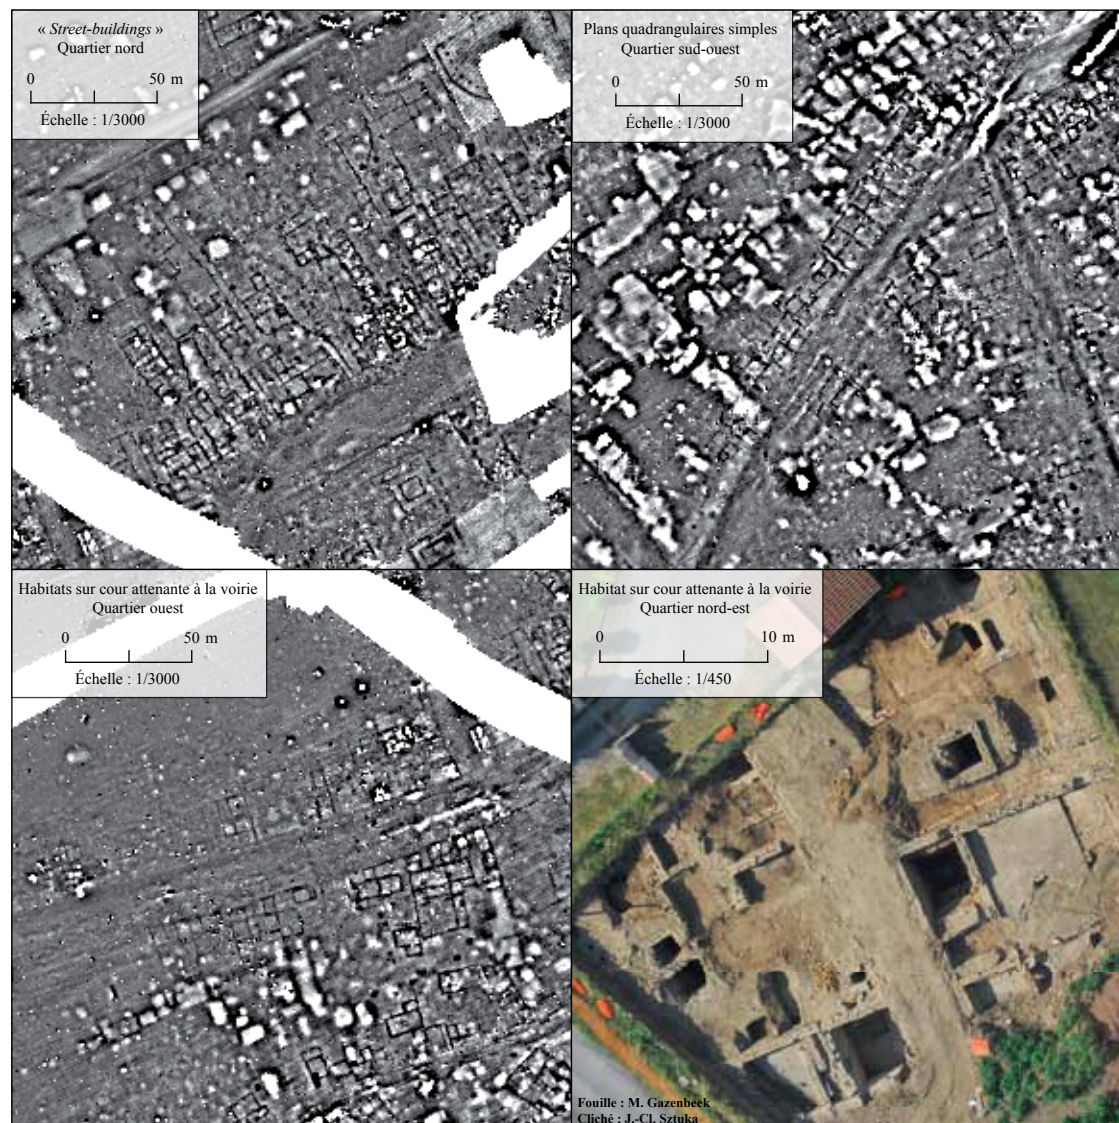 « Street-buildings »
Quartier nord
0 50 m
Échelle : 1/3000
Plans quadrangulaires simples
Quartier sud-ouest
0 50 m
Échelle : 1/3000
Habitats sur cour attenante à la voirie
Quartier ouest
0 50 m
Échelle : 1/3000
Habitat sur cour attenante à la voirie
Quartier nord-est
0 10 m
Échelle : 1/450
Fouille : M. Gazenbeek
Cliché : J.-Cl. Sztuka